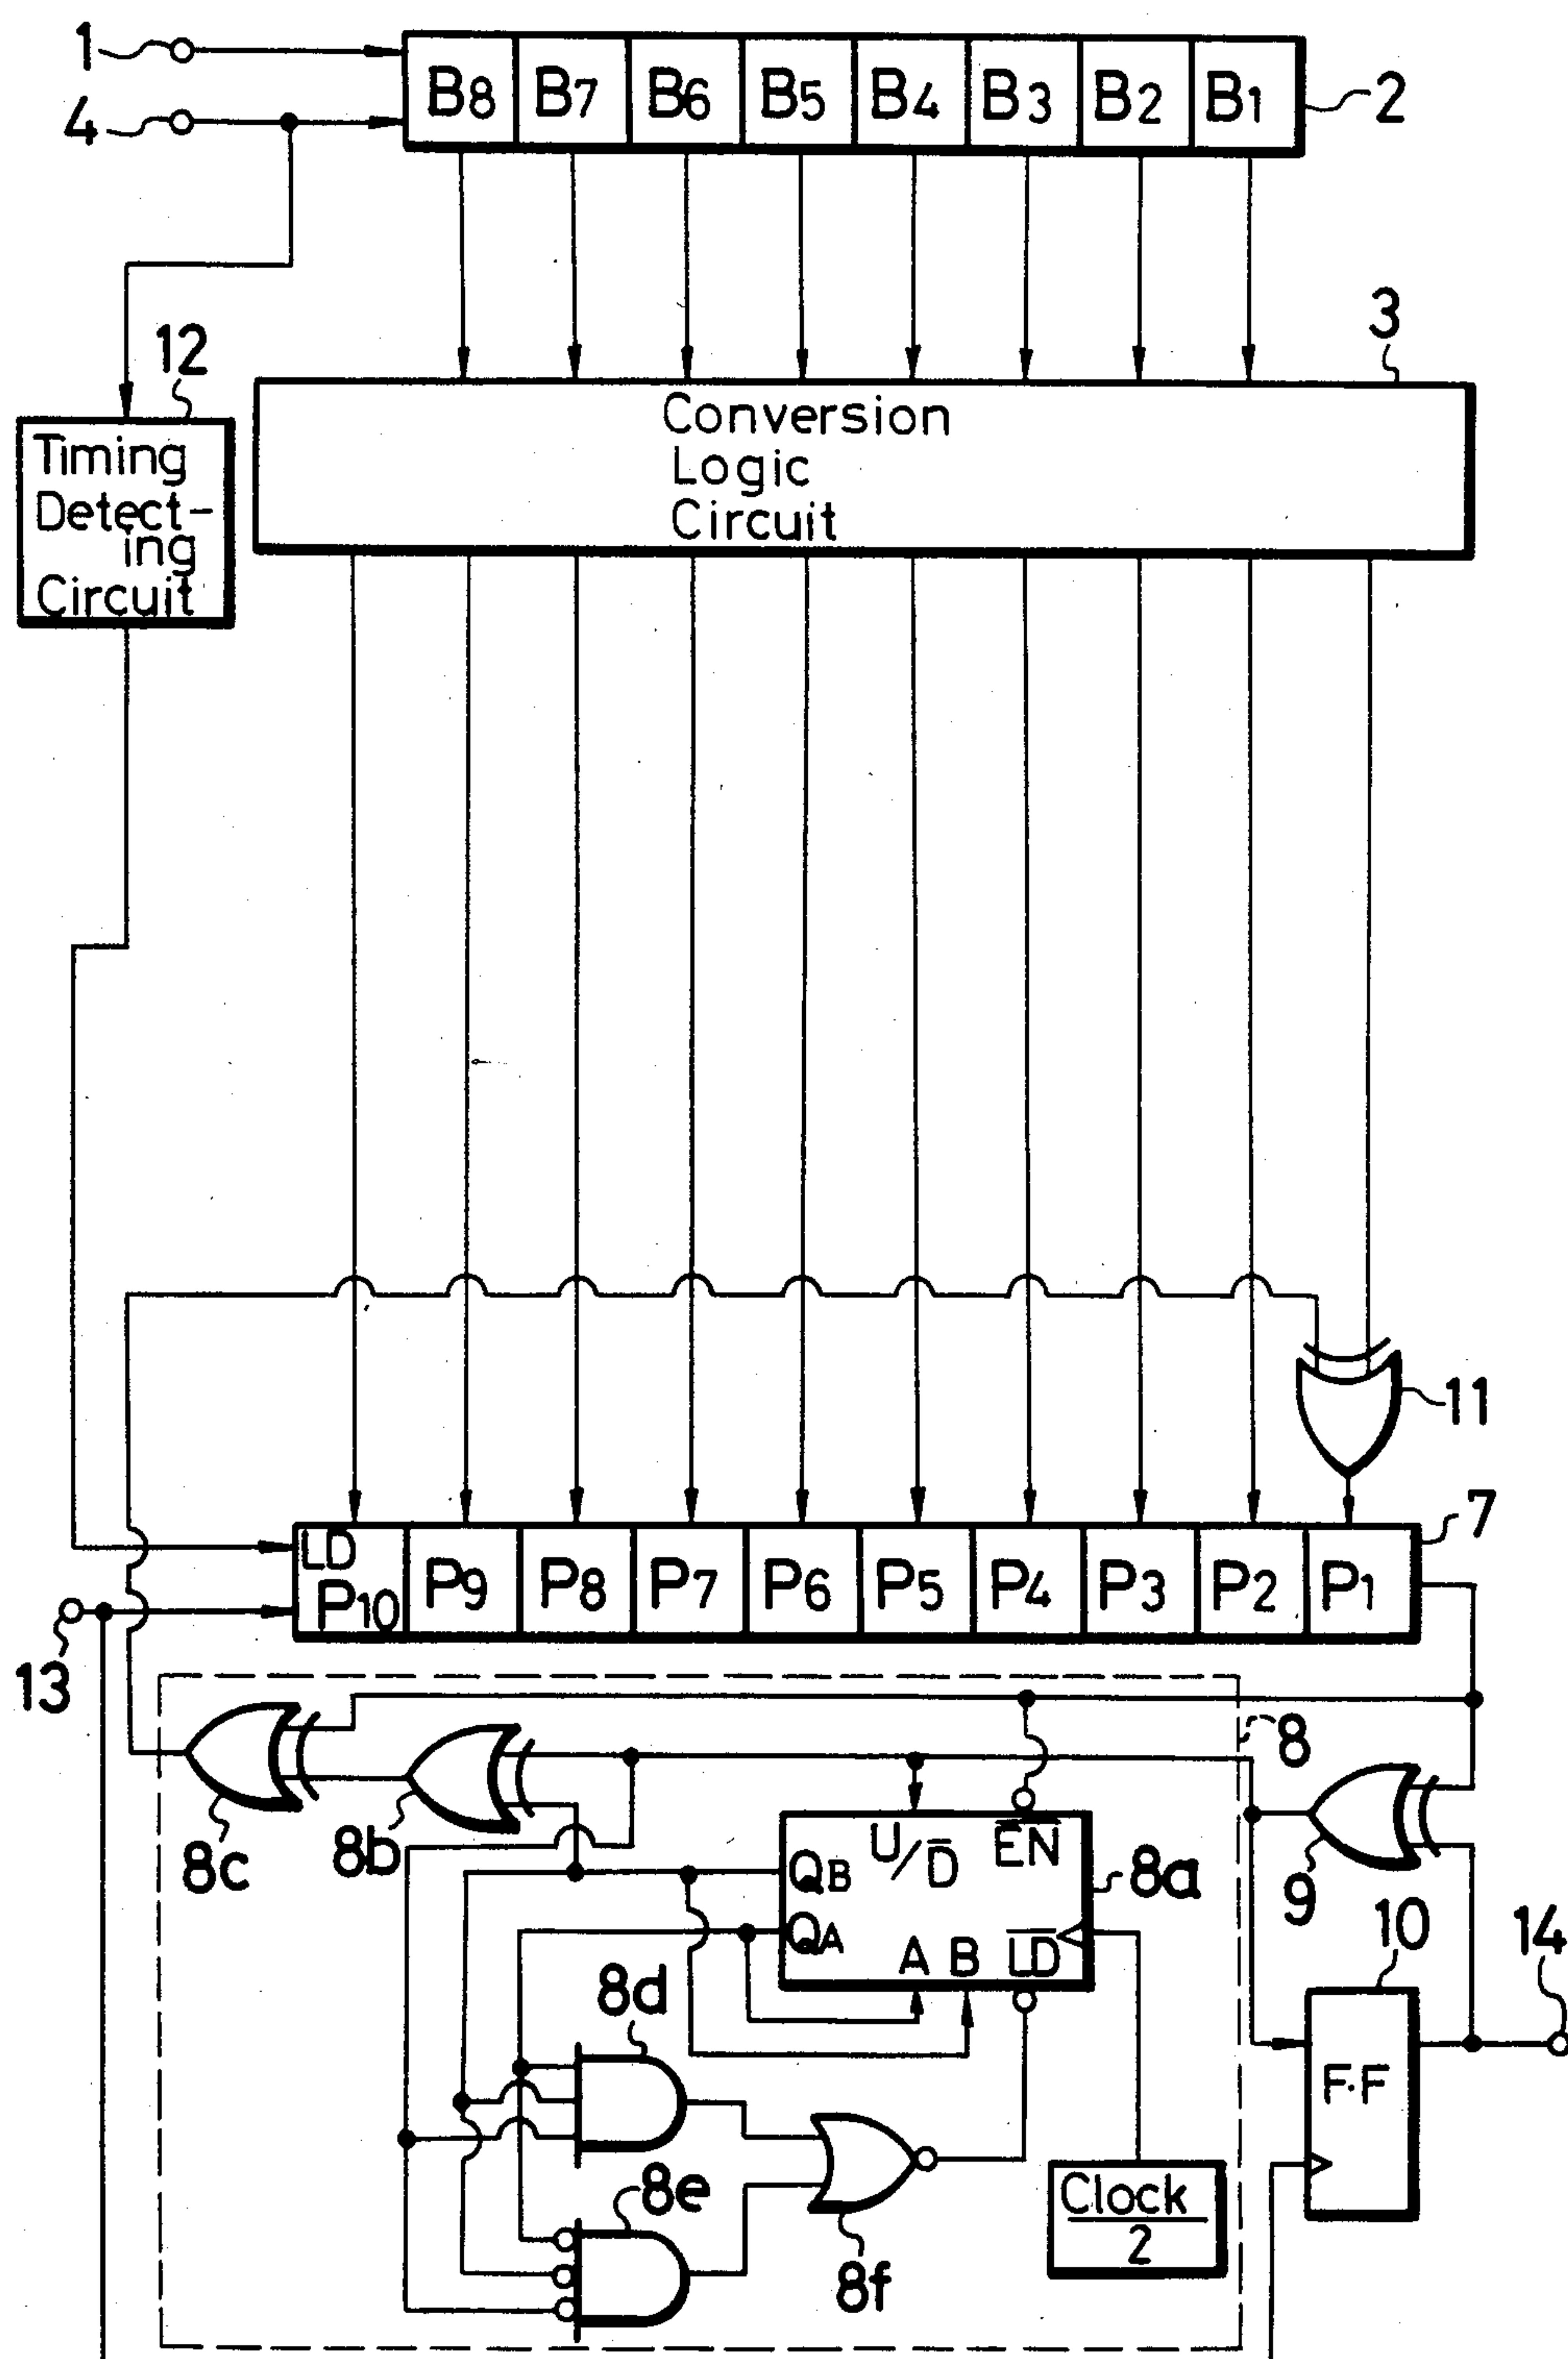 1
4
B8 B7 B6 B5 B4 B3 B2 B1
2
3
12
Conversion
Logic
Circuit
Timing
Detect-
ing
Circuit
11
7
LD
P10 P9 P8 P7 P6 P5 P4 P3 P2 P1
13
8
8c
8b
U/D̅
E̅N̅
QB
8a
9
QA
A B L̅D̅
10
14
8d
F·F
8e
Clock
2
8f